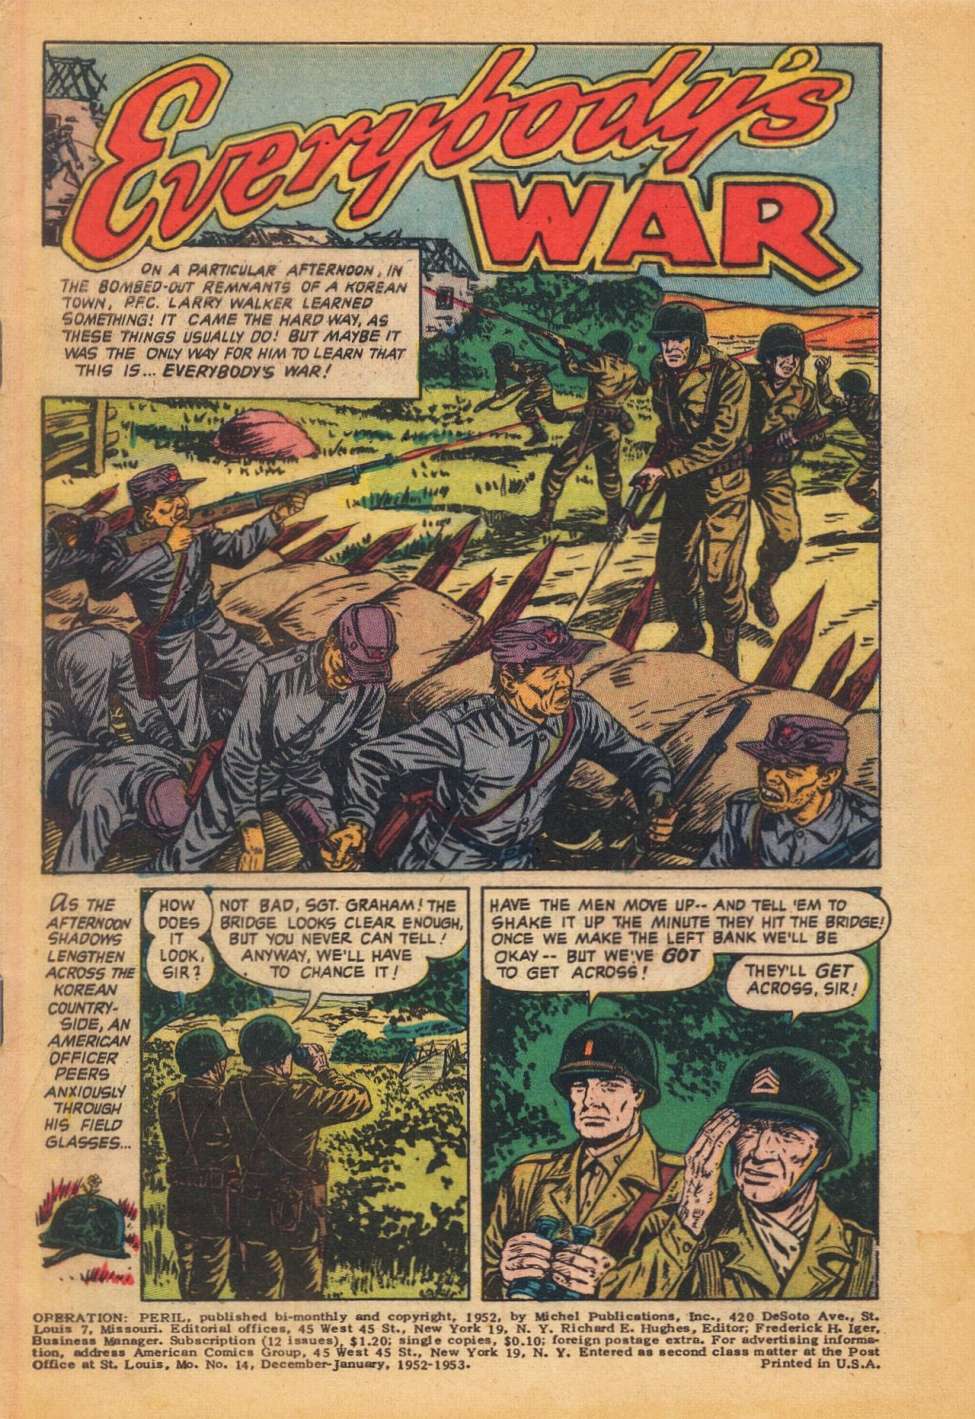 Everybody's
WAR
ON A PARTICULAR AFTERNOON, IN
THE BOMBED-OUT REMNANTS OF A KOREAN
TOWN, P.F.C. LARRY WALKER LEARNED
SOMETHING! IT CAME THE HARD WAY, AS
THESE THINGS USUALLY DO! BUT MAYBE IT
WAS THE ONLY WAY FOR HIM TO LEARN THAT
THIS IS... EVERYBODY'S WAR!
AS THE
AFTERNOON
SHADOWS
LENGTHEN
ACROSS THE
KOREAN
COUNTRY-
SIDE, AN
AMERICAN
OFFICER
PEERS
ANXIOUSLY
THROUGH
HIS FIELD
GLASSES...
HOW
DOES
IT
LOOK,
SIR?
NOT BAD, SGT. GRAHAM! THE
BRIDGE LOOKS CLEAR ENOUGH,
BUT YOU NEVER CAN TELL!
ANYWAY, WE'LL HAVE
TO CHANCE IT!
HAVE THE MEN MOVE UP-- AND TELL 'EM TO
SHAKE IT UP THE MINUTE THEY HIT THE BRIDGE!
ONCE WE MAKE THE LEFT BANK WE'LL BE
OKAY -- BUT WE'VE GOT
TO GET ACROSS!
THEY'LL GET
ACROSS, SIR!
OPERATION: PERIL, published bi-monthly and copyright, 1952, by Michel Publications, Inc., 420 DeSoto Ave., St.
Louis 7, Missouri. Editorial offices, 45 West 45 St., New York 19, N. Y. Richard E. Hughes, Editor; Frederick H. Iger,
Business Manager. Subscription (12 issues), $1.20; single copies, $0.10; foreign postage extra. For advertising informa-
tion, address American Comics Group, 45 West 45 St., New York 19, N. Y. Entered as second class matter at the Post
Office at St. Louis, Mo. No. 14, December-January, 1952-1953.
Printed in U.S.A.